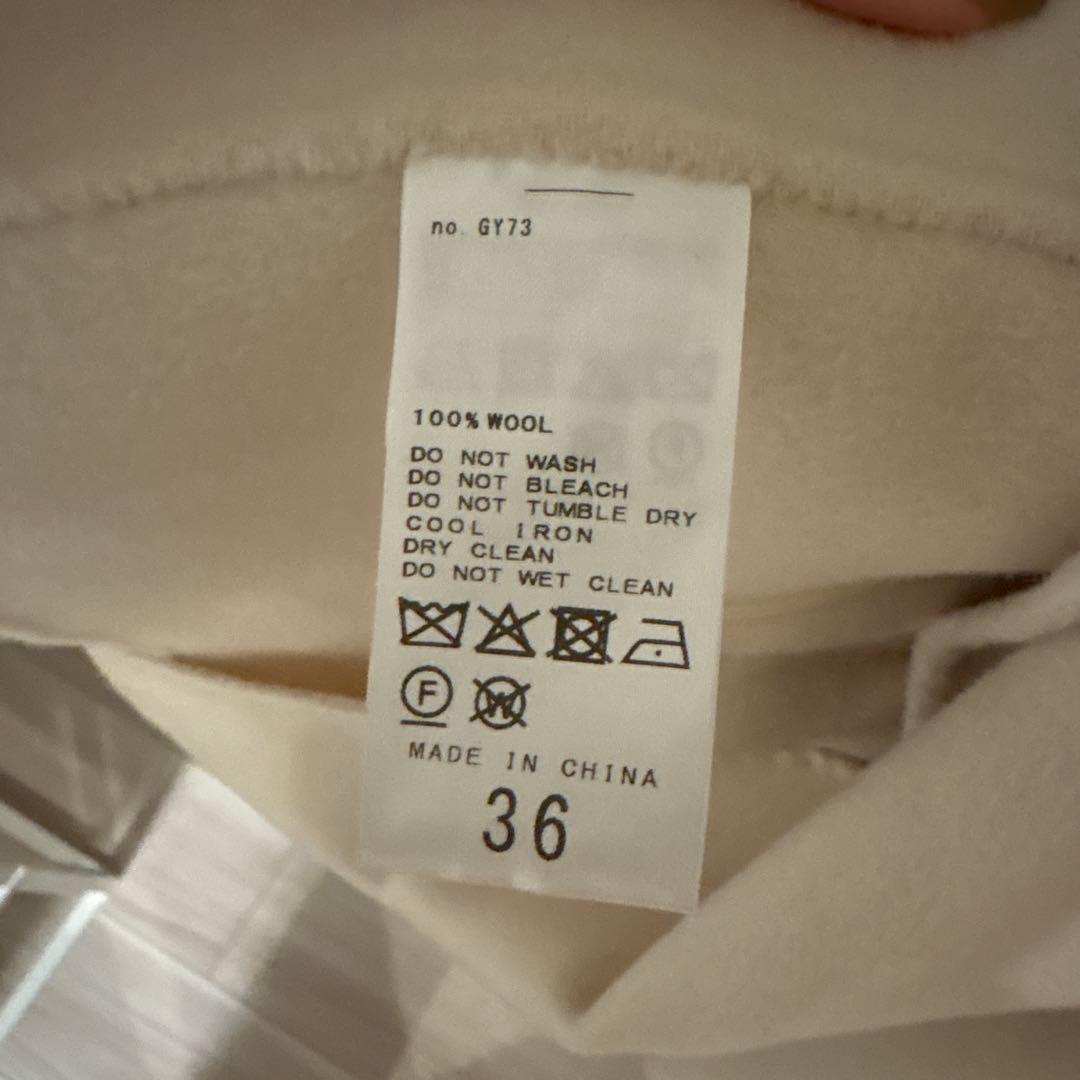 no. GY73
100% WOOL
DO NOT WASH
DO NOT BLEACH
DO NOT TUMBLE DRY
COOL IRON
DRY CLEAN
DO NOT WET CLEAN
F W
MADE IN CHINA
36